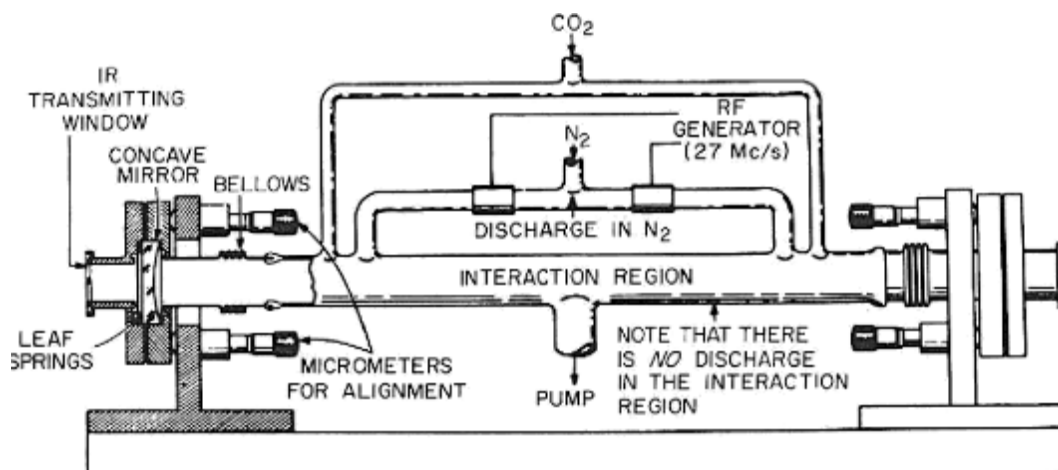 CO2
IR
TRANSMITTING
WINDOW
RF
GENERATOR
(27 Mc/s)
N2
CONCAVE
MIRROR
BELLOWS
DISCHARGE IN N2
INTERACTION REGION
LEAF
SPRINGS
MICROMETERS
FOR ALIGNMENT
PUMP
NOTE THAT THERE
IS NO DISCHARGE
IN THE INTERACTION
REGION